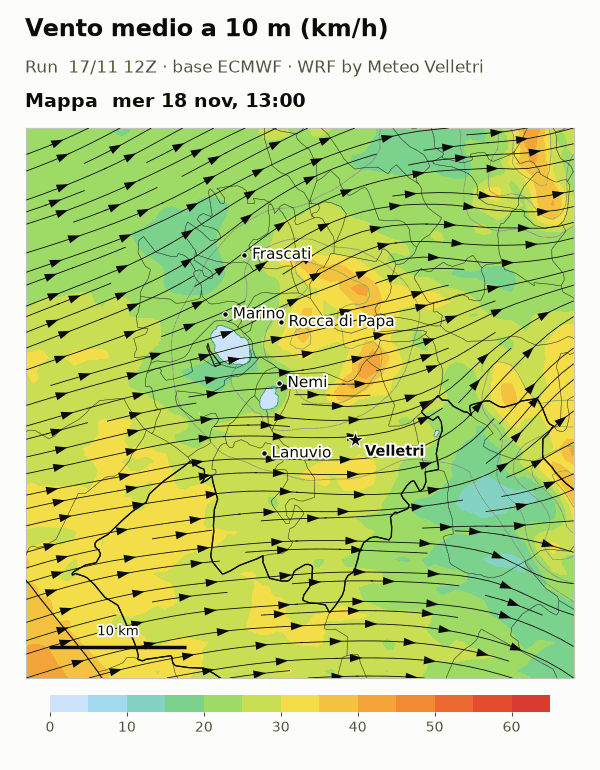 Vento medio a 10 m (km/h)
Run  17/11 12Z · base ECMWF · WRF by Meteo Velletri
Mappa  mer 18 nov, 13:00
Frascati
Marino
Rocca di Papa
Nemi
Velletri
Lanuvio
10 km
0 10 20 30 40 50 60